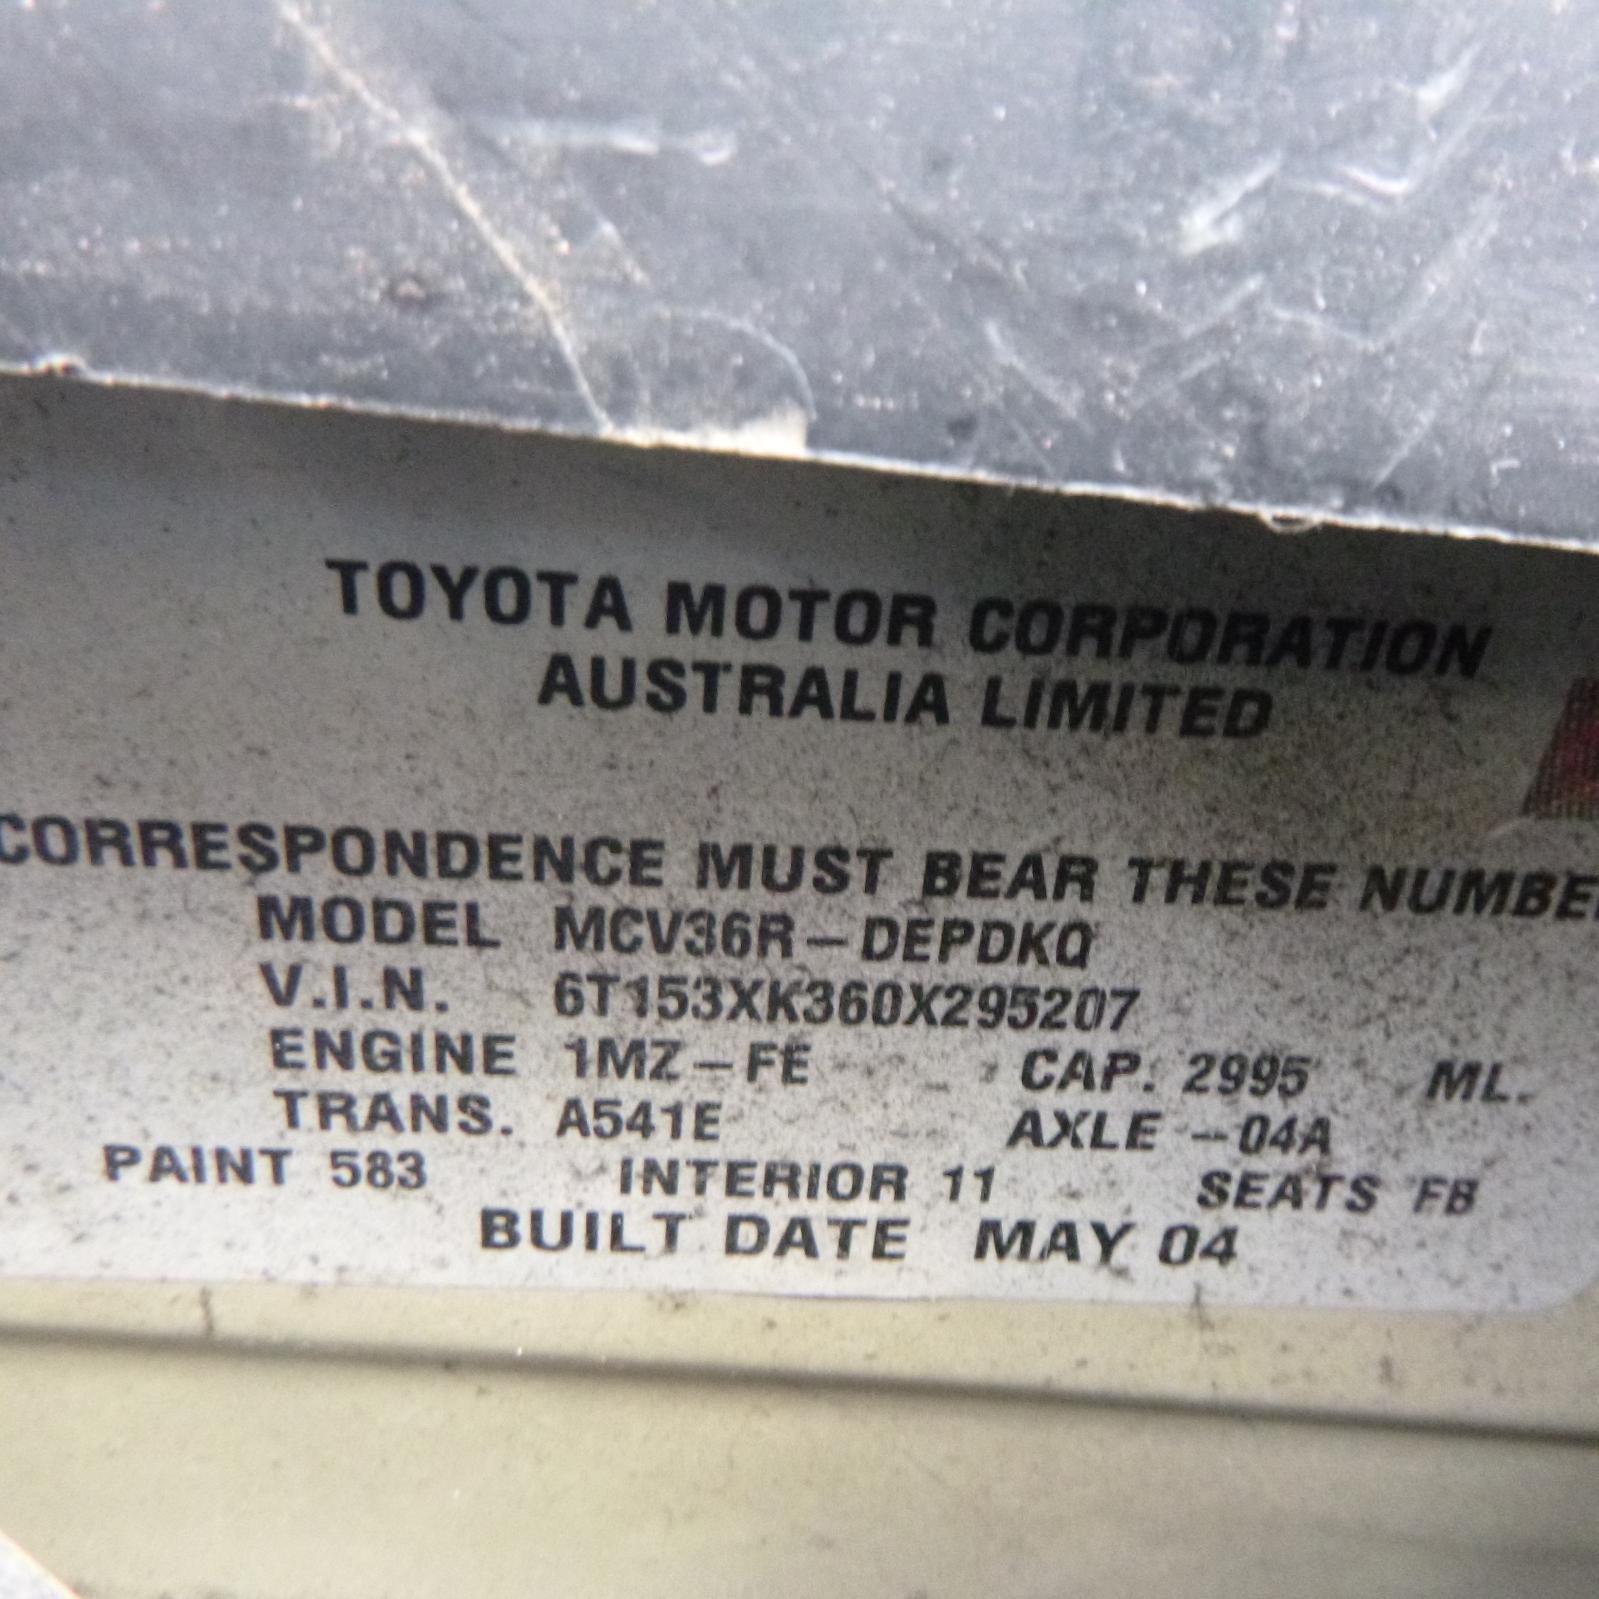 TOYOTA MOTOR CORPORATION
AUSTRALIA LIMITED
CORRESPONDENCE MUST BEAR THESE NUMBE
MODEL MCV36R-DEPDKQ
V.I.N. 6T153XK360X295207
ENGINE 1MZ-FE CAP. 2995 ML.
TRANS. A541E AXLE -04A
PAINT 583 INTERIOR 11 SEATS FB
BUILT DATE MAY 04